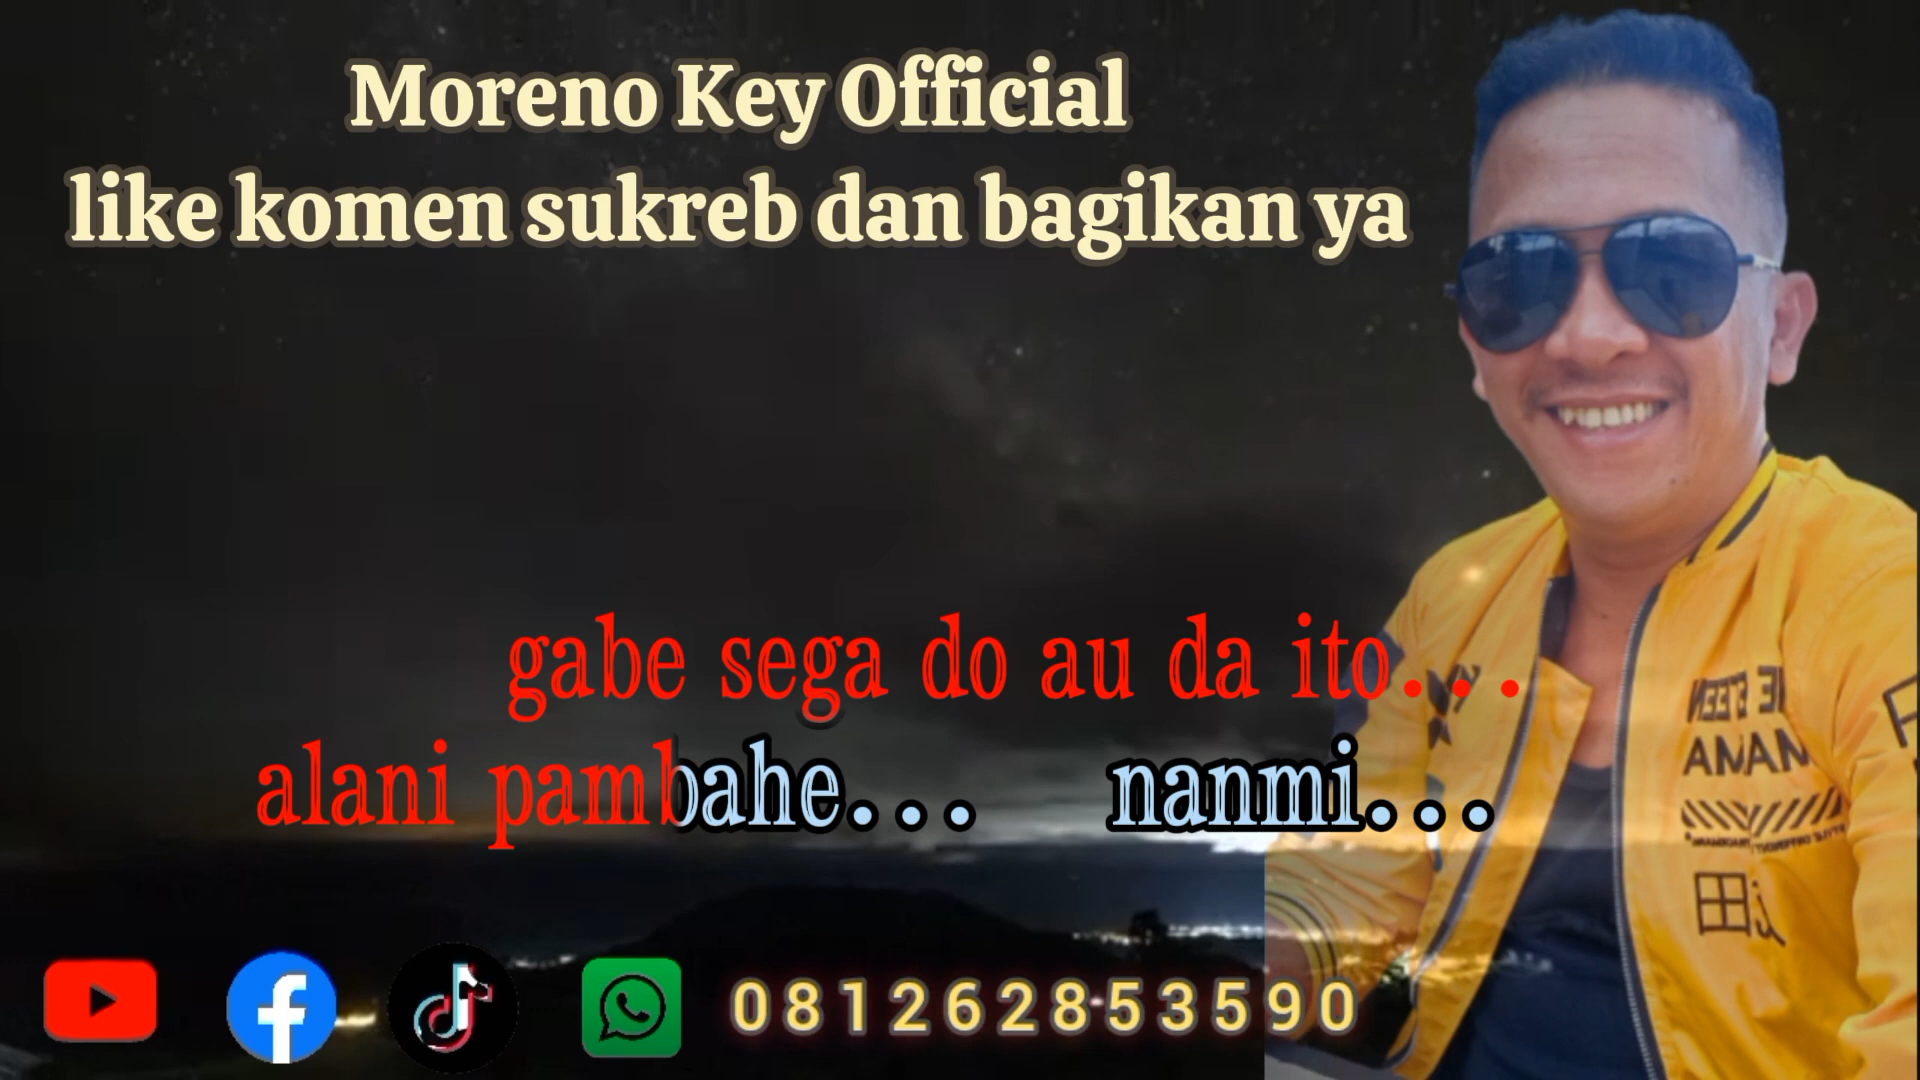 Moreno Key Official
like komen sukreb dan bagikan ya
gabe sega do au da ito...
alani pambahe... nanmi...
081262853590